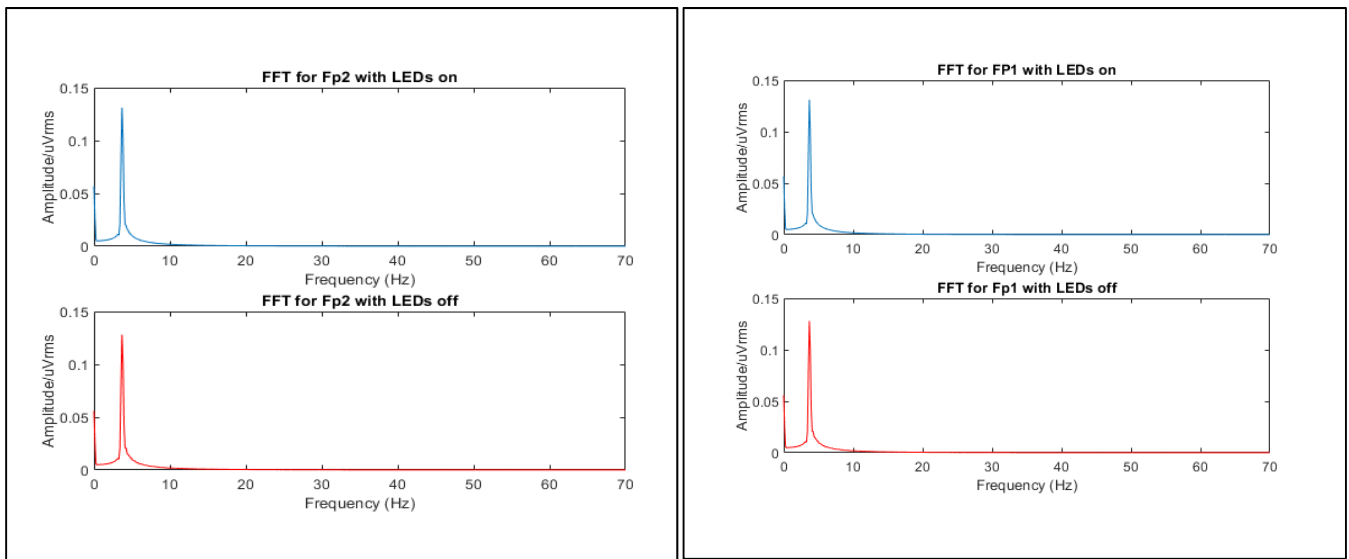 FFT for Fp2 with LEDs on
0.15
0.1
0.05
0
Amplitude/uVrms
0 10 20 30 40 50 60 70
Frequency (Hz)
FFT for Fp2 with LEDs off
0.15
0.1
0.05
0
Amplitude/uVrms
0 10 20 30 40 50 60 70
Frequency (Hz)
FFT for FP1 with LEDs on
0.15
0.1
0.05
0
Amplitude/uVrms
0 10 20 30 40 50 60 70
Frequency (Hz)
FFT for Fp1 with LEDs off
0.15
0.1
0.05
0
Amplitude/uVrms
0 10 20 30 40 50 60 70
Frequency (Hz)